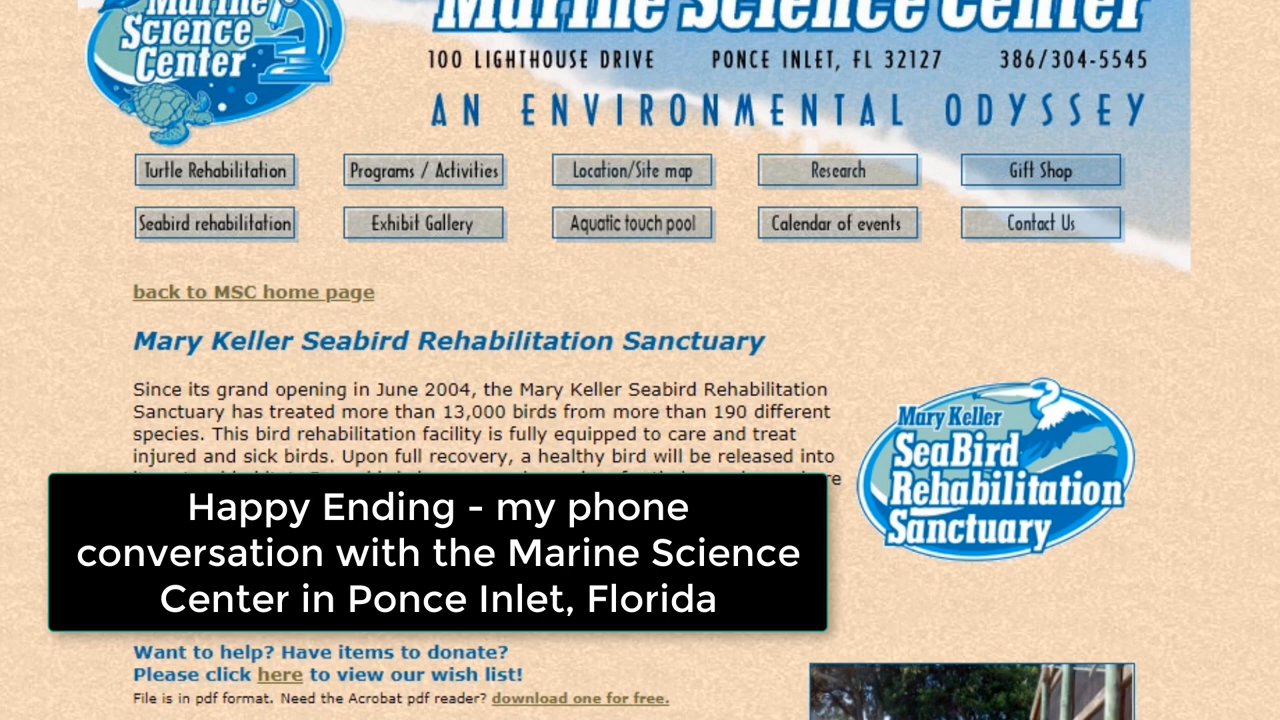 Marine
Science
Center
Marine Science Center
100 LIGHTHOUSE DRIVE PONCE INLET, FL 32127 386/304-5545
AN ENVIRONMENTAL ODYSSEY
Turtle Rehabilitation Programs / Activities Location/Site map Research Gift Shop
Seabird rehabilitation Exhibit Gallery Aquatic touch pool Calendar of events Contact Us
back to MSC home page
Mary Keller Seabird Rehabilitation Sanctuary
Since its grand opening in June 2004, the Mary Keller Seabird Rehabilitation
Sanctuary has treated more than 13,000 birds from more than 190 different
species. This bird rehabilitation facility is fully equipped to care and treat
injured and sick birds. Upon full recovery, a healthy bird will be released into
Mary Keller
SeaBird
Rehabilitation
Sanctuary
Happy Ending - my phone
conversation with the Marine Science
Center in Ponce Inlet, Florida
Want to help? Have items to donate?
Please click here to view our wish list!
File is in pdf format. Need the Acrobat pdf reader? download one for free.